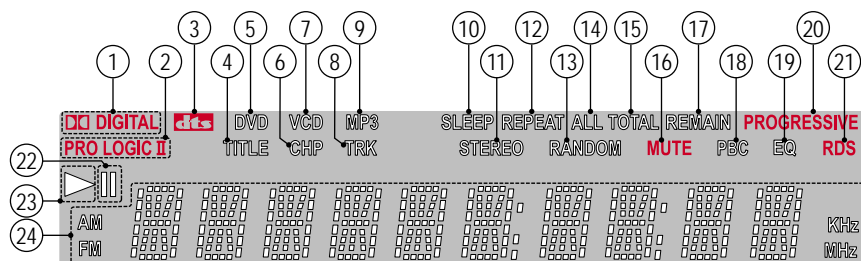 10 12 14 15 17 20
1 2 3 4 5 6 7 8 9 11 13 16 18 19 21
DIGITAL dts DVD VCD MP3 SLEEP REPEAT ALL TOTAL REMAIN PROGRESSIVE
PRO LOGIC II TITLE CHP TRK STEREO RANDOM MUTE PBC EQ RDS
22
23
AM KHz
24
FM MHz